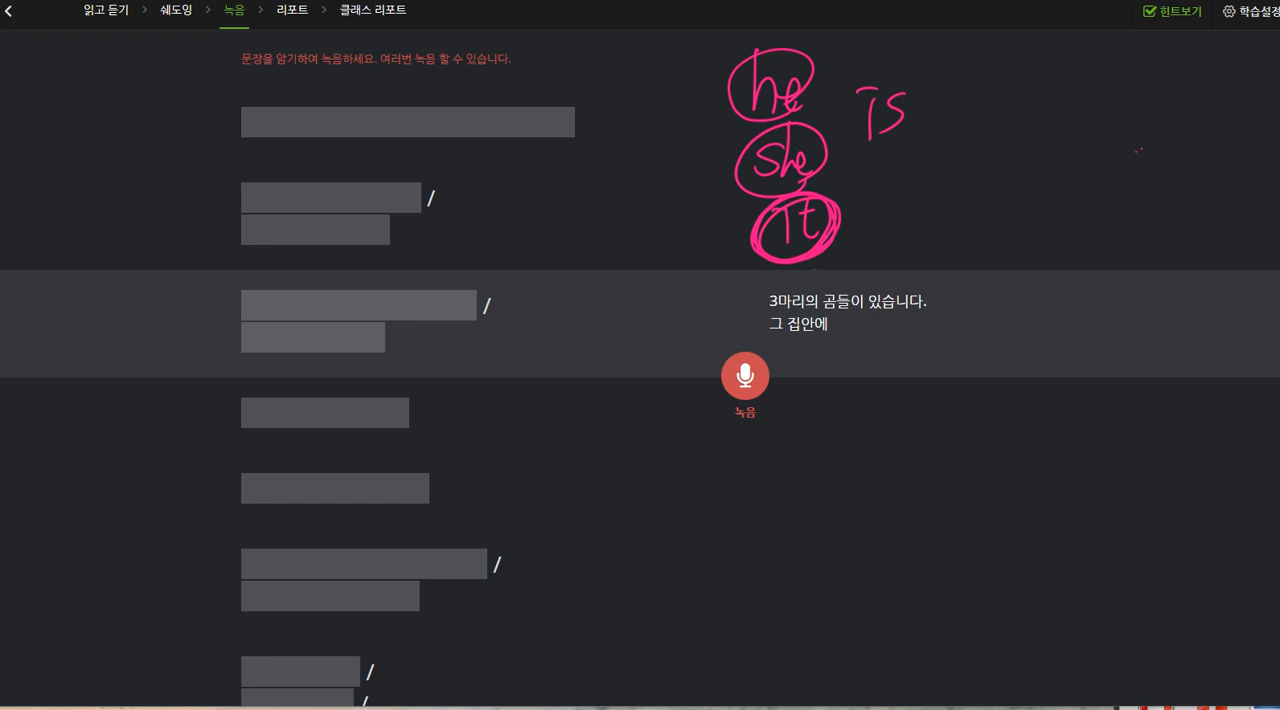 읽고 듣기 > 쉐도잉 > 녹음 > 리포트 > 클래스 리포트
힌트보기 학습설정
문장을 암기하여 녹음하세요. 여러번 녹음 할 수 있습니다.
he is
she
It
/
/
3마리의 곰들이 있습니다.
그 집안에
녹음
/
/
/